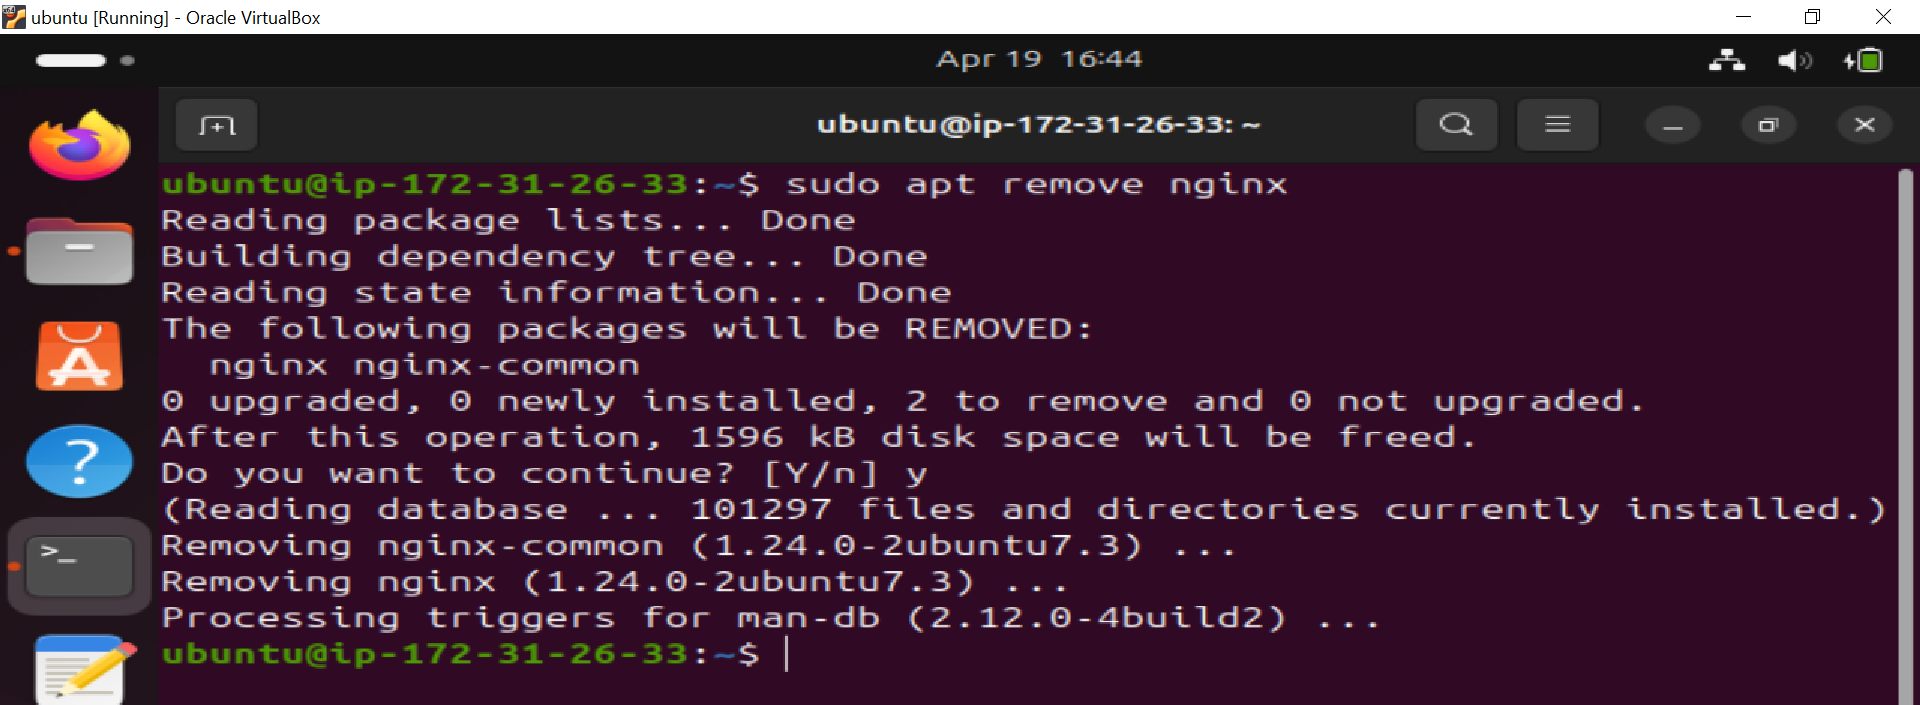 ubuntu [Running] - Oracle VirtualBox
Apr 19 16:44
ubuntu@ip-172-31-26-33: ~
ubuntu@ip-172-31-26-33:~$ sudo apt remove nginx
Reading package lists... Done
Building dependency tree... Done
Reading state information... Done
The following packages will be REMOVED:
  nginx nginx-common
0 upgraded, 0 newly installed, 2 to remove and 0 not upgraded.
After this operation, 1596 kB disk space will be freed.
Do you want to continue? [Y/n] y
(Reading database ... 101297 files and directories currently installed.)
Removing nginx-common (1.24.0-2ubuntu7.3) ...
Removing nginx (1.24.0-2ubuntu7.3) ...
Processing triggers for man-db (2.12.0-4build2) ...
ubuntu@ip-172-31-26-33:~$